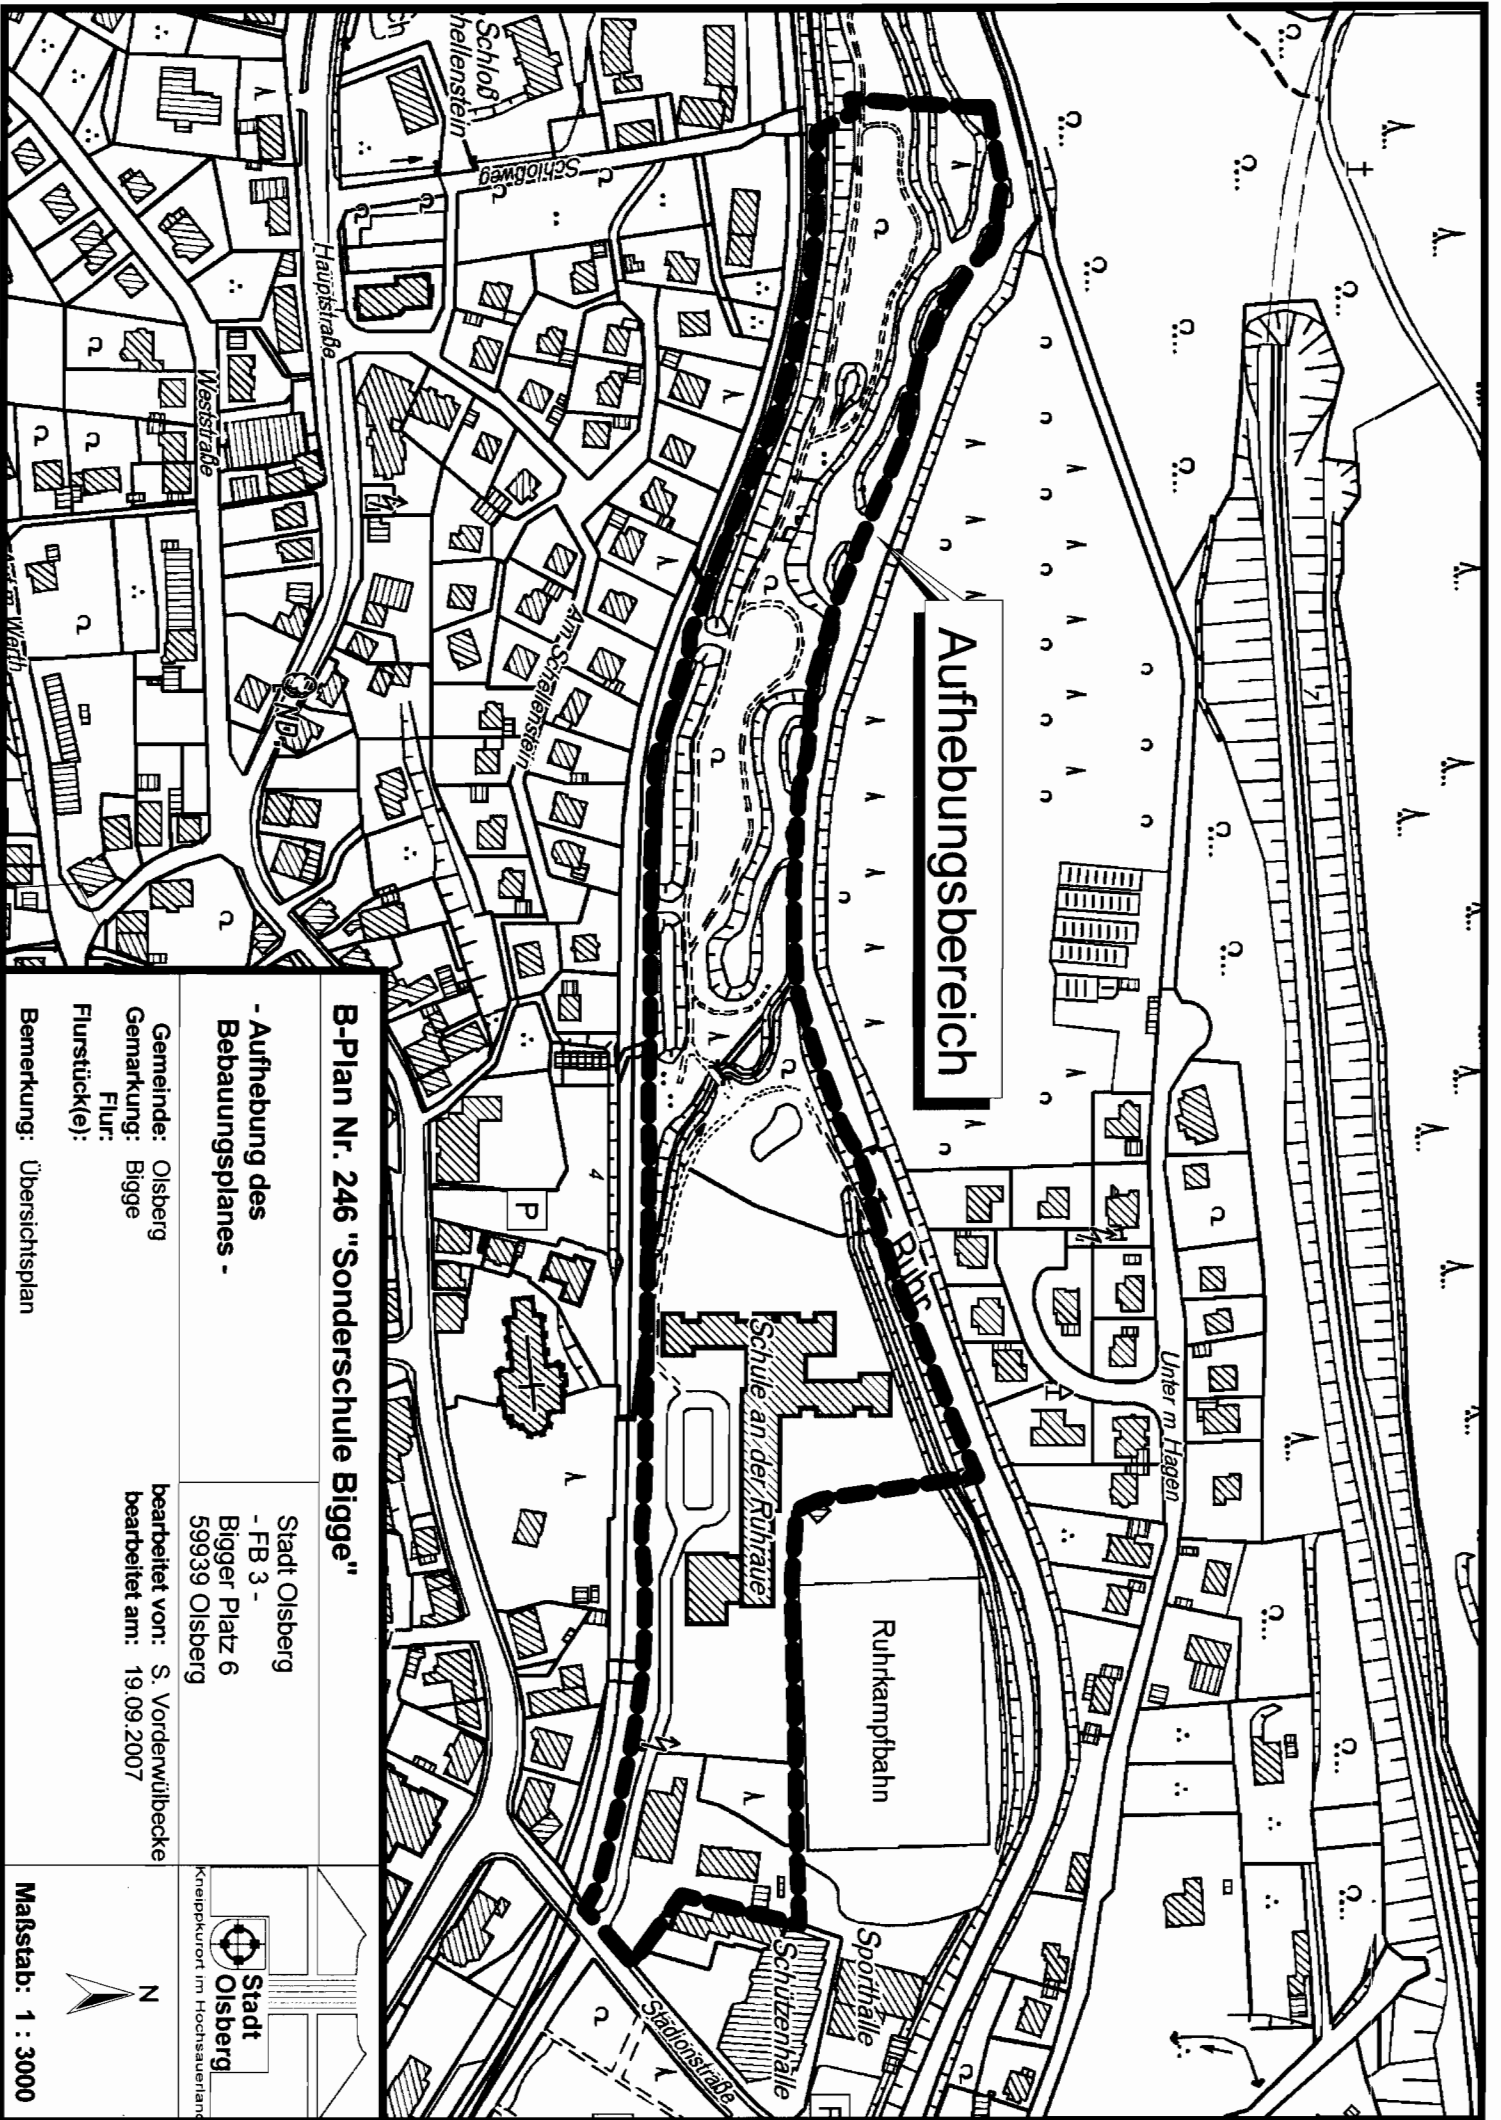 Aufhebungsbereich
Schloß
Schloßweg
Hauptstraße
Weststraße
Am Schellenstein
ND.
Ruhr
Unter'm Hagen
Schule an der Ruhraue
Ruhrkampfbahn
Sporthalle
Schützenhalle
Stadionstraße
P
4
7
B-Plan Nr. 246 "Sonderschule Bigge"
- Aufhebung des
Bebauungsplanes -
Stadt Olsberg
- FB 3 -
Bigger Platz 6
59939 Olsberg
Gemeinde: Olsberg
Gemarkung: Bigge
Flur:
Flurstück(e):
bearbeitet von: S. Vorderwülbecke
bearbeitet am: 19.09.2007
Bemerkung: Übersichtsplan
Stadt
Olsberg
Kneippkurort im Hochsauerland
N
Maßstab: 1 : 3000